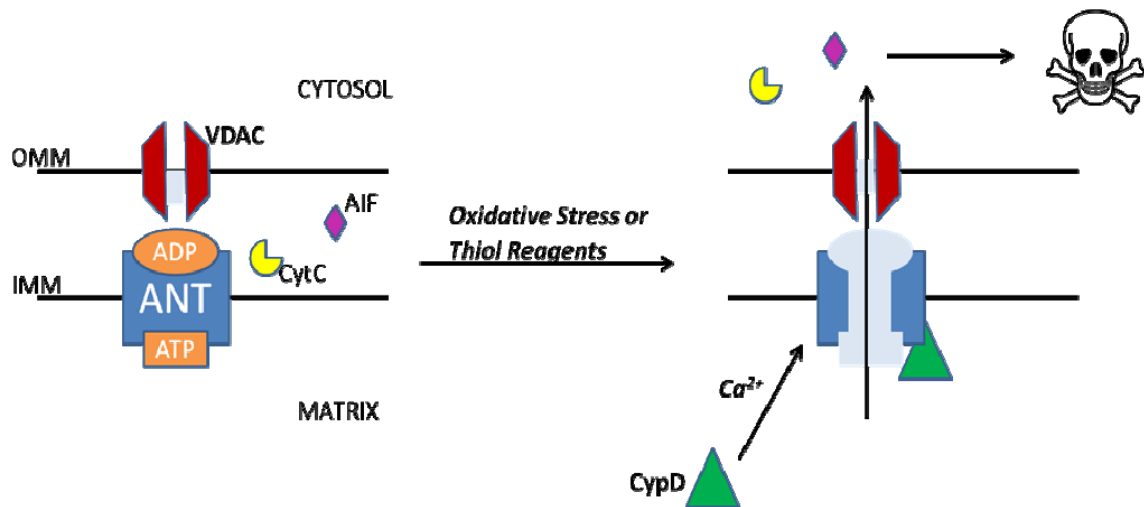 CYTOSOL
VDAC
OMM
AIF
ADP
CytC
IMM
ANT
ATP
MATRIX
Oxidative Stress or
Thiol Reagents
Ca²⁺
CypD